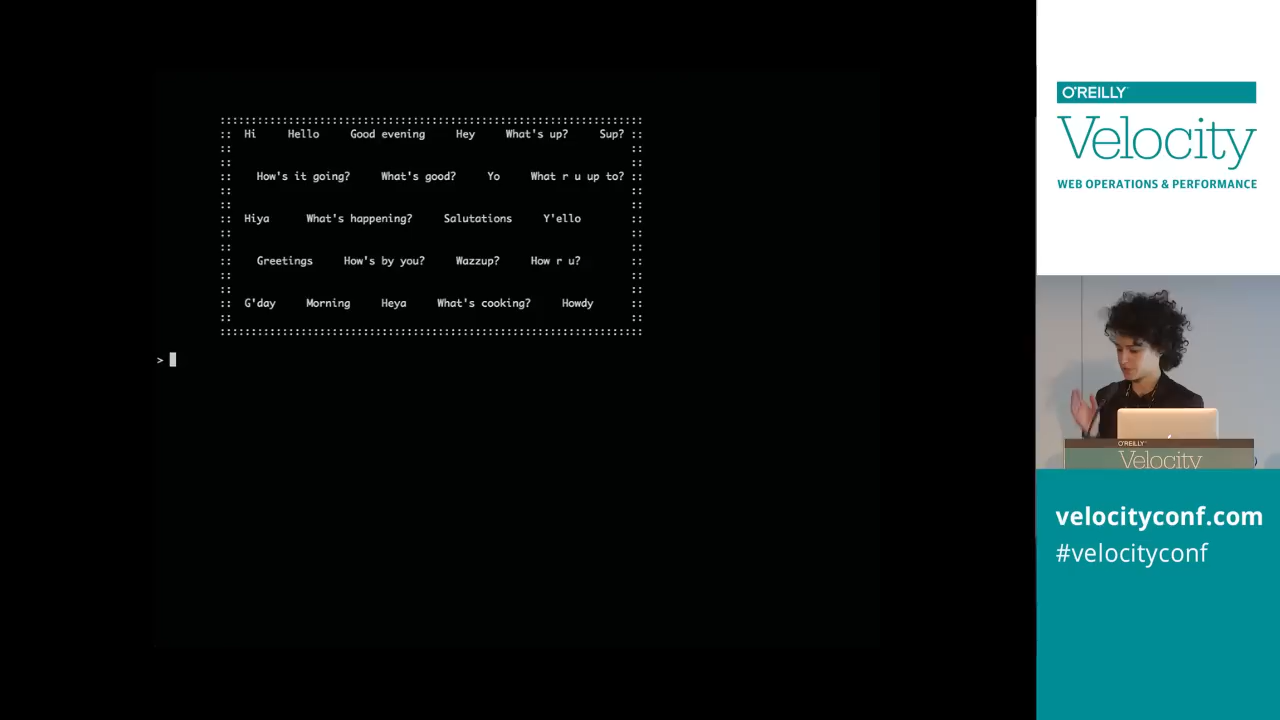 :::::::::::::::::::::::::::::::::::::::::::::::::::::::::::::::::::
:: Hi Hello Good evening Hey What's up? Sup? ::
:: ::
:: ::
:: How's it going? What's good? Yo What r u up to? ::
:: ::
:: ::
:: Hiya What's happening? Salutations Y'ello ::
:: ::
:: ::
:: Greetings How's by you? Wazzup? How r u? ::
:: ::
:: ::
:: G'day Morning Heya What's cooking? Howdy ::
:: ::
:::::::::::::::::::::::::::::::::::::::::::::::::::::::::::::::::::
>
O'REILLY™
Velocity
WEB OPERATIONS & PERFORMANCE
O'REILLY
Velocity
velocityconf.com
#velocityconf